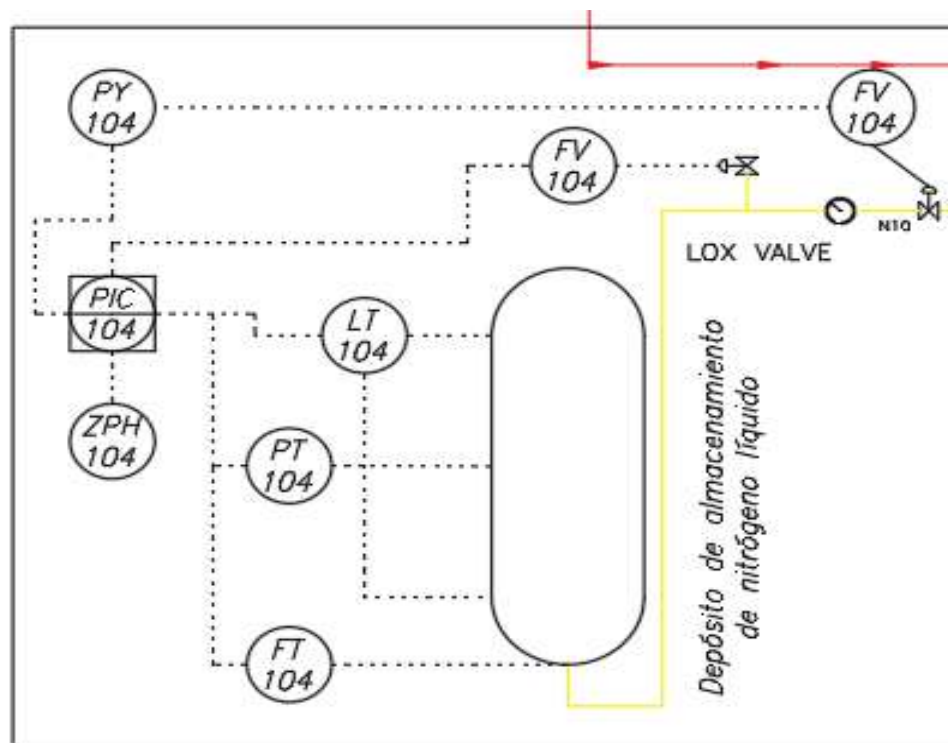 PY
104
FV
104
FV
104
N10
LOX VALVE
PIC
104
LT
104
ZPH
104
PT
104
FT
104
Depósito de almacenamiento
de nitrógeno líquido